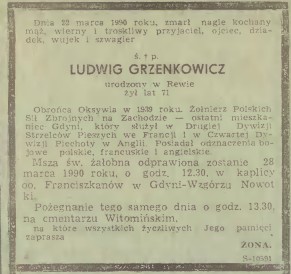 Dnia 22 marca 1990 roku, zmarł nagle kochany
mąż, wierny i troskliwy przyjaciel, ojciec, dzia-
dek, wujek i szwagier
ś. † p.
LUDWIG GRZENKOWICZ
urodzony w Rewie
żył lat 71
Obrońca Oksywia w 1939 roku. Żołnierz Polskich
Sił Zbrojnych na Zachodzie — ostatni mieszka-
niec Gdyni, który służył w Drugiej Dywizji
Strzelców Pieszych we Francji i w Czwartej Dy-
wizji Piechoty w Anglii. Posiadał odznaczenia bo-
jowe polskie, francuskie i angielskie.
Msza św. żałobna odprawiona zostanie 28
marca 1990 roku, o godz. 12.30, w kaplicy
oo. Franciszkanów w Gdyni-Wzgórzu Nowot
ki.
Pożegnanie tego samego dnia o godz. 13.30,
na cmentarzu Witomińskim,
na które wszystkich życzliwych Jego pamięci
zaprasza
ŻONA.